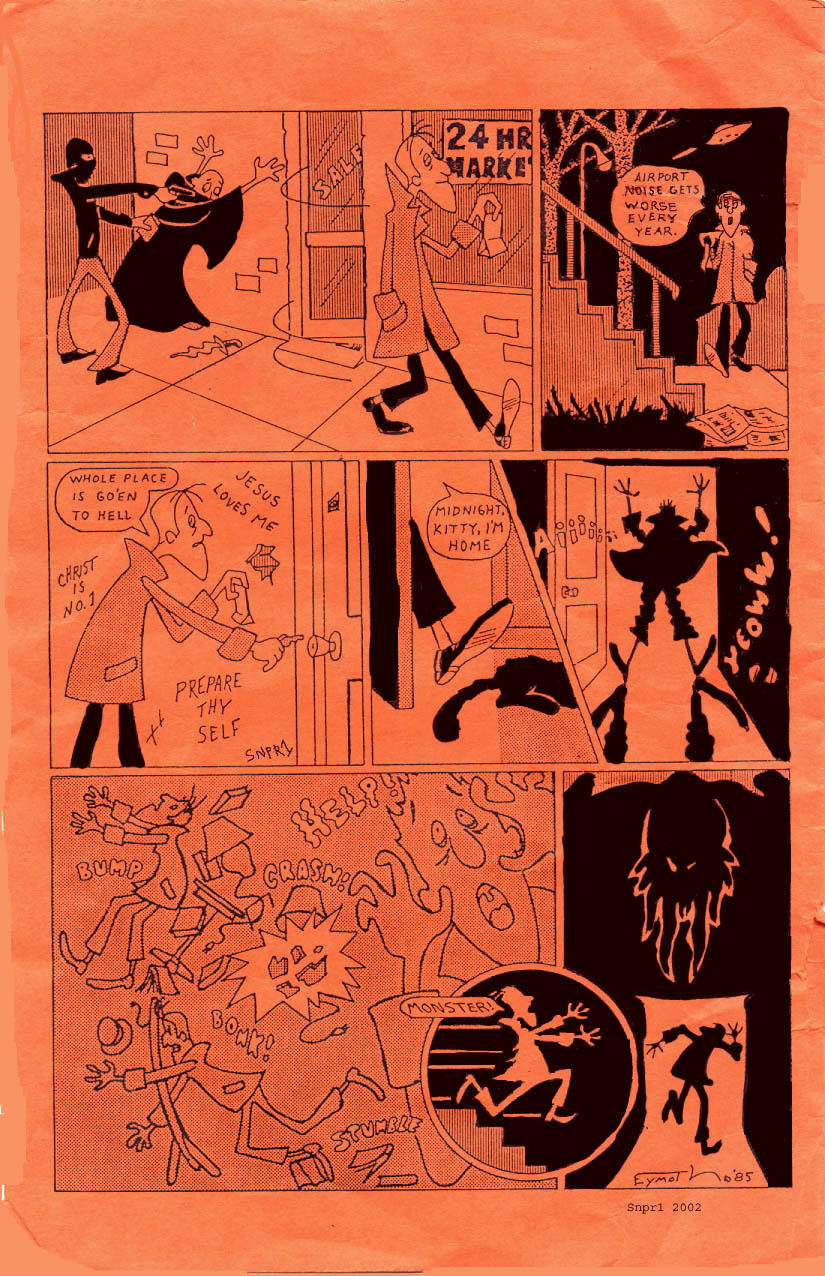 SALE
24 HR
MARKE
AIRPORT
NOISE GETS
WORSE
EVERY
YEAR.
WHOLE PLACE
IS GO'EN
TO HELL
JESUS
LOVES ME
CHRIST
IS
NO.1
PREPARE
THY
SELF
SNPR1
MIDNIGHT,
KITTY, I'M
HOME
Aiiiiii
HELP!
BUMP
CRASH!
BONK!
MONSTER!
STUMBLE
'85
Snpr1 2002